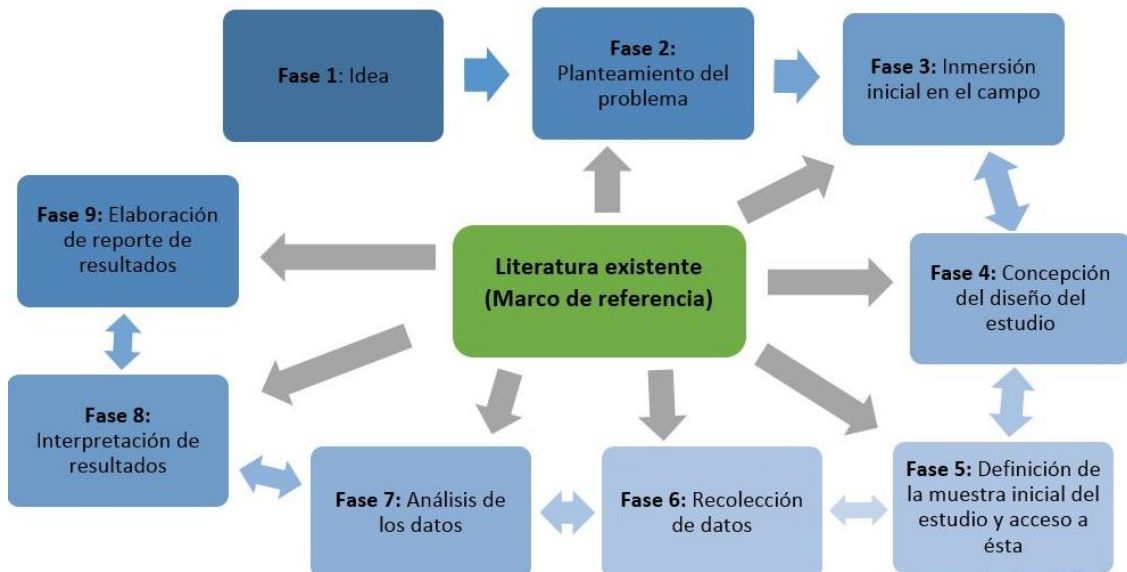 Fase 1: Idea
Fase 2:
Planteamiento del
problema
Fase 3: Inmersión
inicial en el campo
Fase 4: Concepción
del diseño del
estudio
Fase 5: Definición de
la muestra inicial del
estudio y acceso a
ésta
Fase 6: Recolección
de datos
Fase 7: Análisis de
los datos
Fase 8:
Interpretación de
resultados
Fase 9: Elaboración
de reporte de
resultados
Literatura existente
(Marco de referencia)